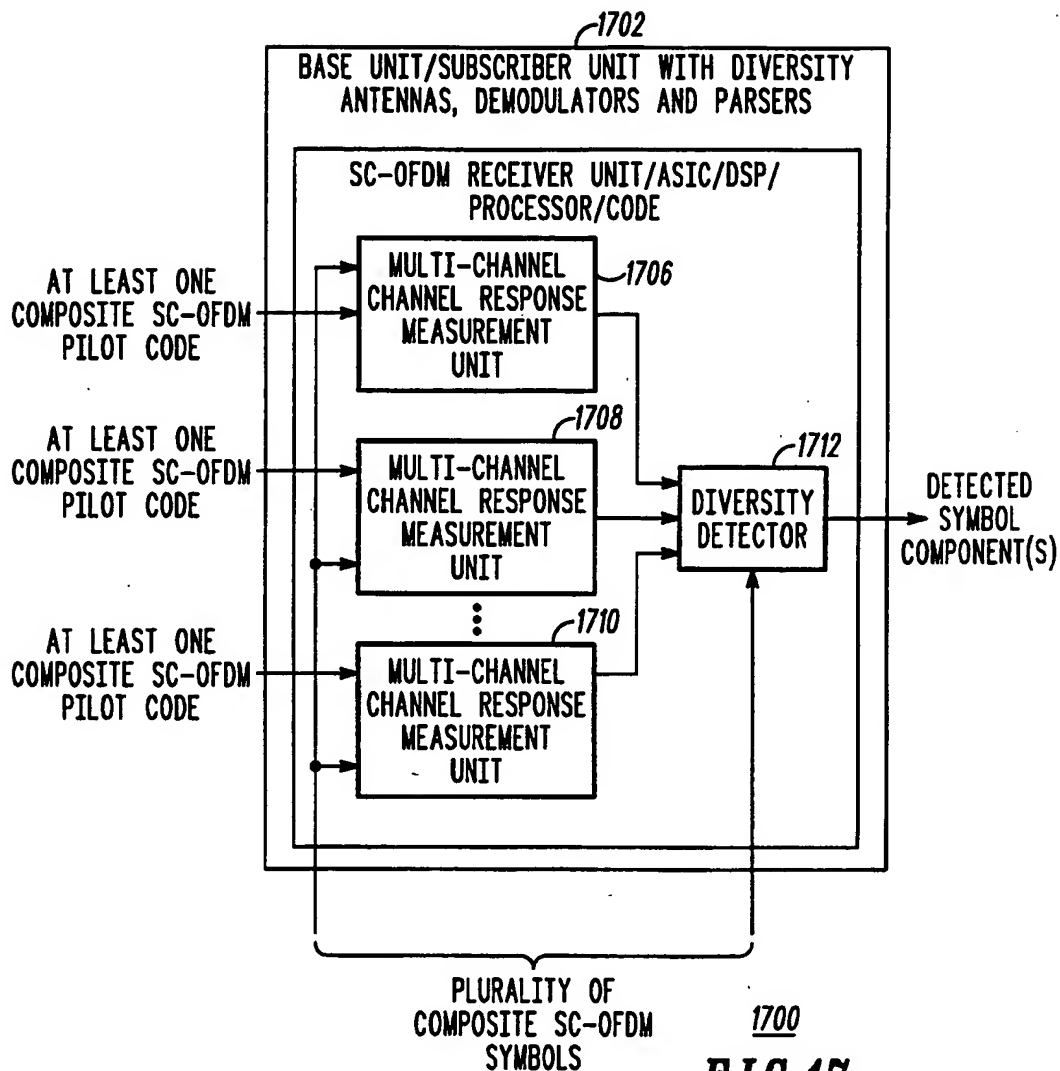 1702
BASE UNIT/SUBSCRIBER UNIT WITH DIVERSITY
ANTENNAS, DEMODULATORS AND PARSERS
SC-OFDM RECEIVER UNIT/ASIC/DSP/
PROCESSOR/CODE
AT LEAST ONE
COMPOSITE SC-OFDM
PILOT CODE
MULTI-CHANNEL
CHANNEL RESPONSE
MEASUREMENT
UNIT
1706
AT LEAST ONE
COMPOSITE SC-OFDM
PILOT CODE
1708
MULTI-CHANNEL
CHANNEL RESPONSE
MEASUREMENT
UNIT
1712
DIVERSITY
DETECTOR
DETECTED
SYMBOL
COMPONENT(S)
AT LEAST ONE
COMPOSITE SC-OFDM
PILOT CODE
1710
MULTI-CHANNEL
CHANNEL RESPONSE
MEASUREMENT
UNIT
PLURALITY OF
COMPOSITE SC-OFDM
SYMBOLS
1700